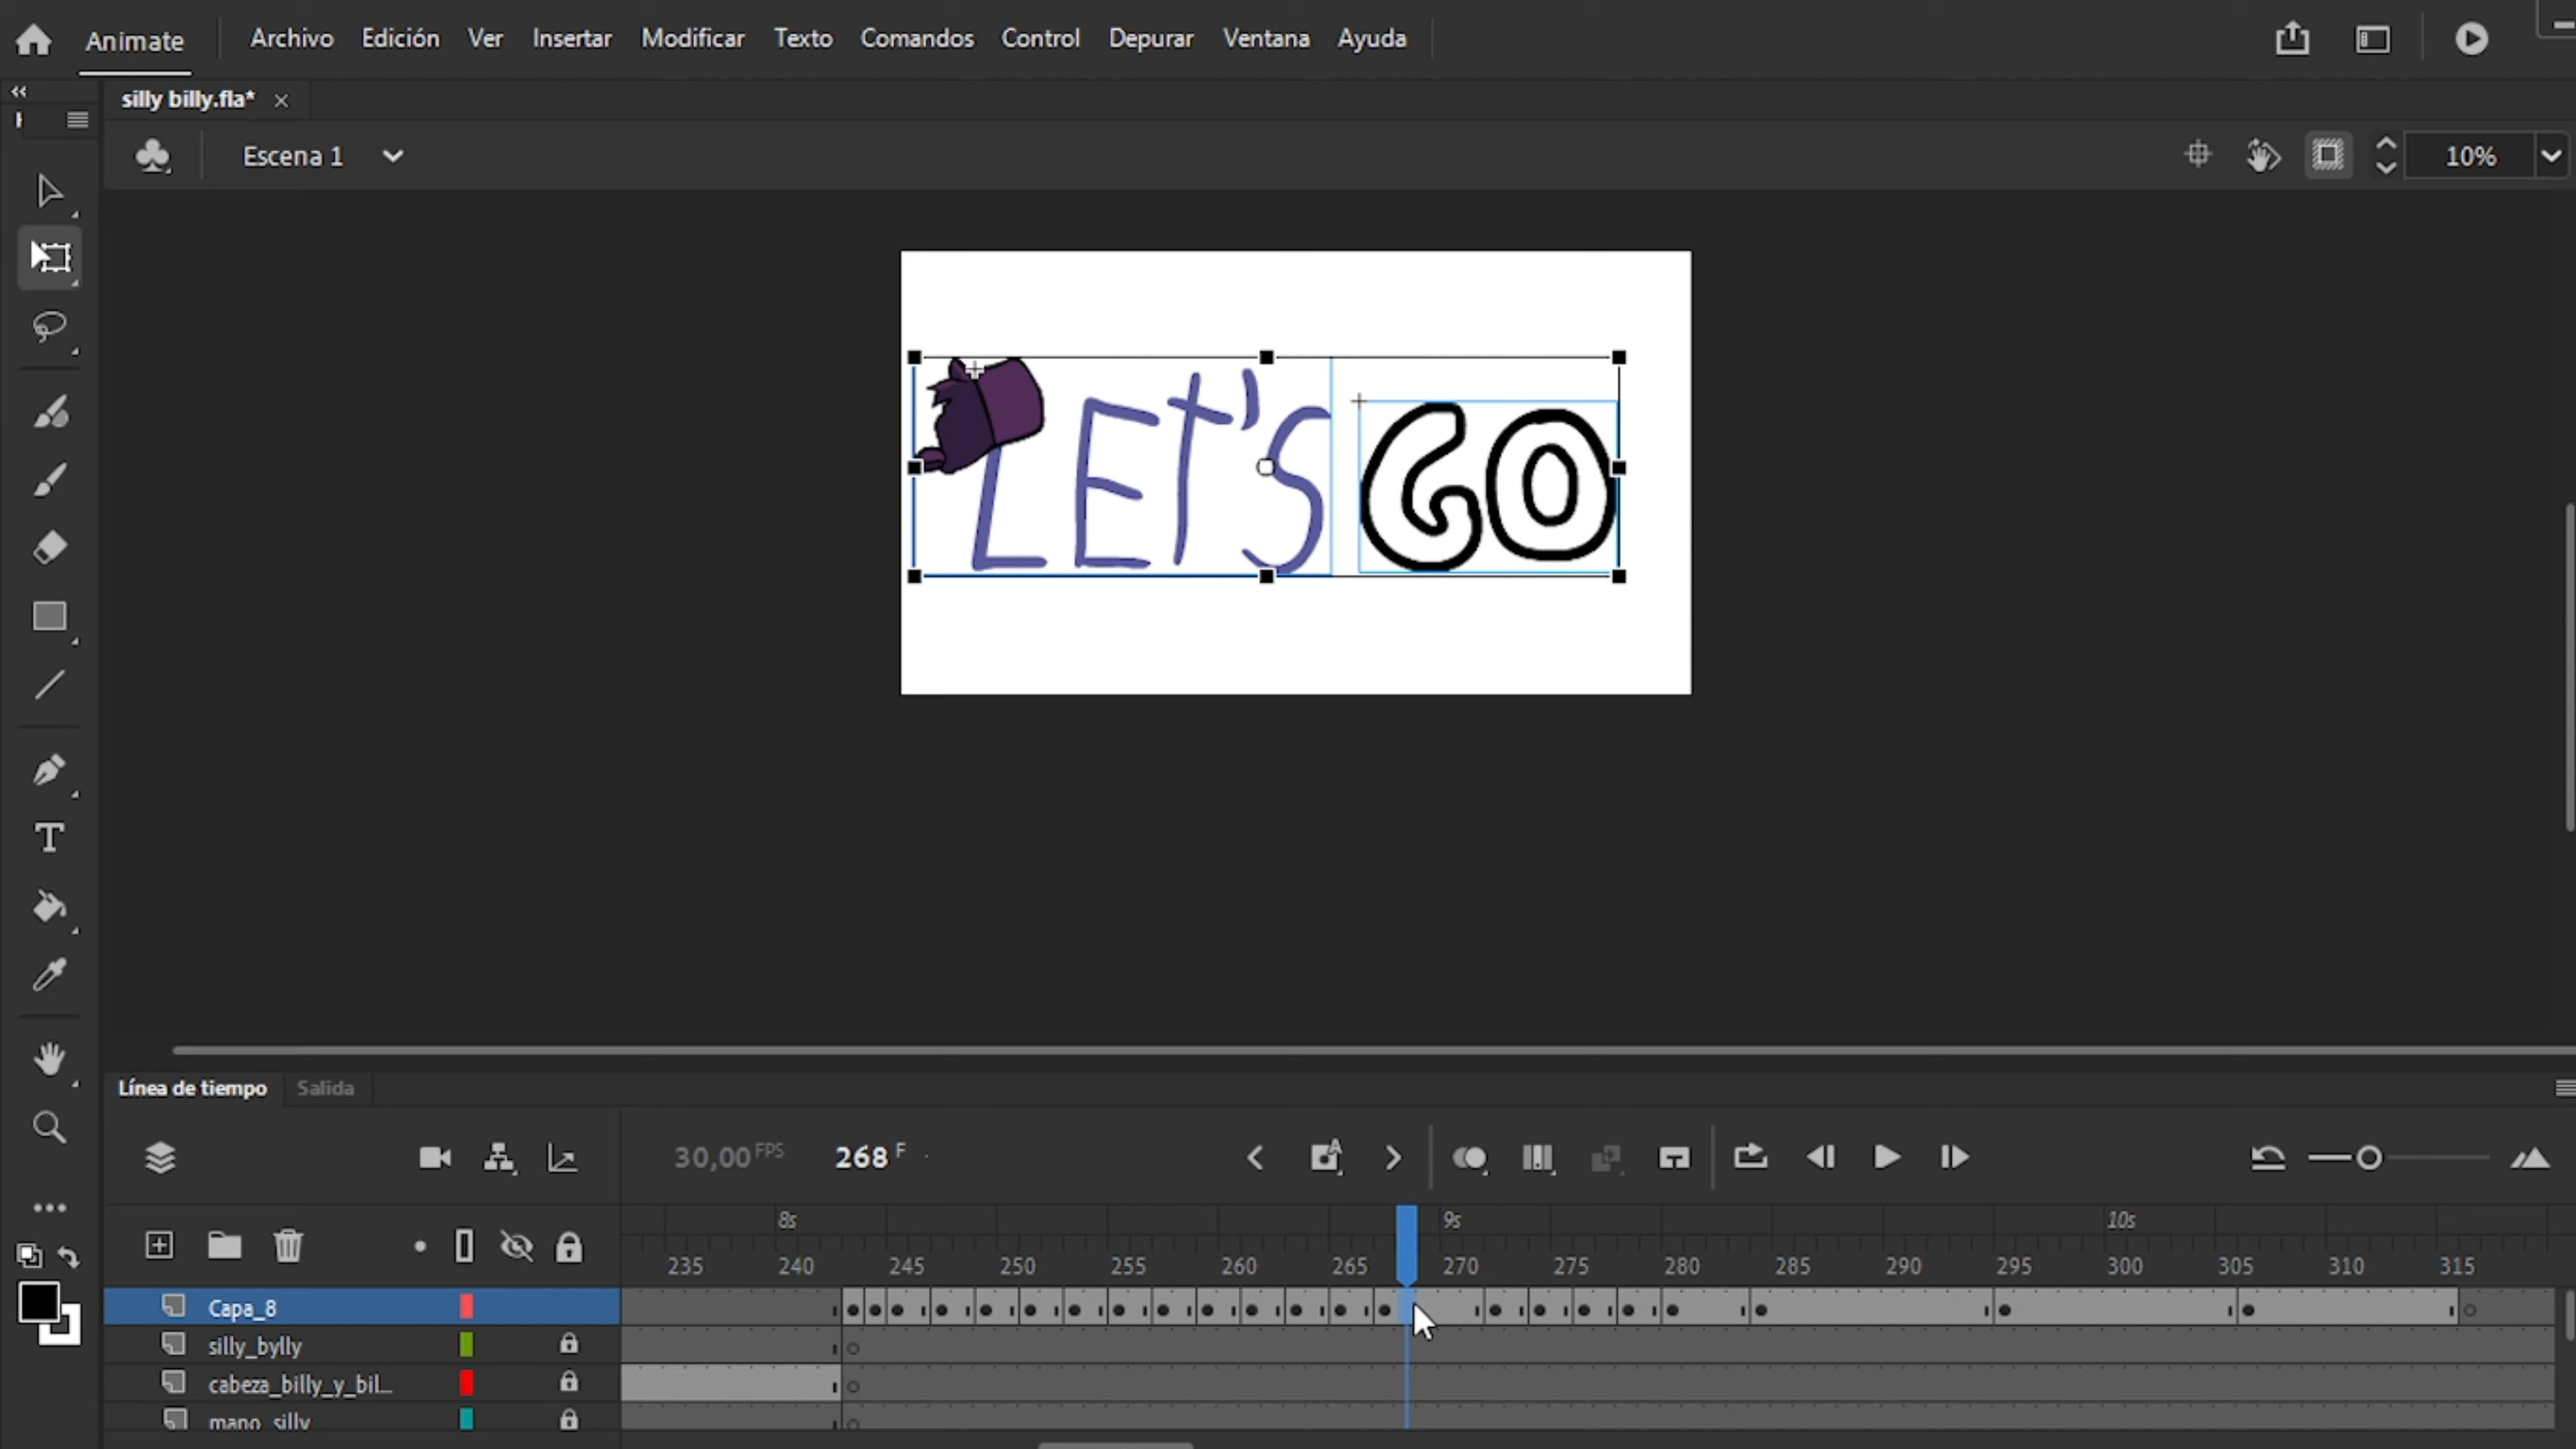 Animate Archivo Edición Ver Insertar Modificar Texto Comandos Control Depurar Ventana Ayuda
silly billy.fla*
Escena 1
10%
LET'S GO
Línea de tiempo Salida
30,00 FPS 268 F
8s 9s 10s
235 240 245 250 255 260 265 270 275 280 285 290 295 300 305 310 315
Capa_8
silly_bylly
cabeza_billy_y_bil...
mano_silly